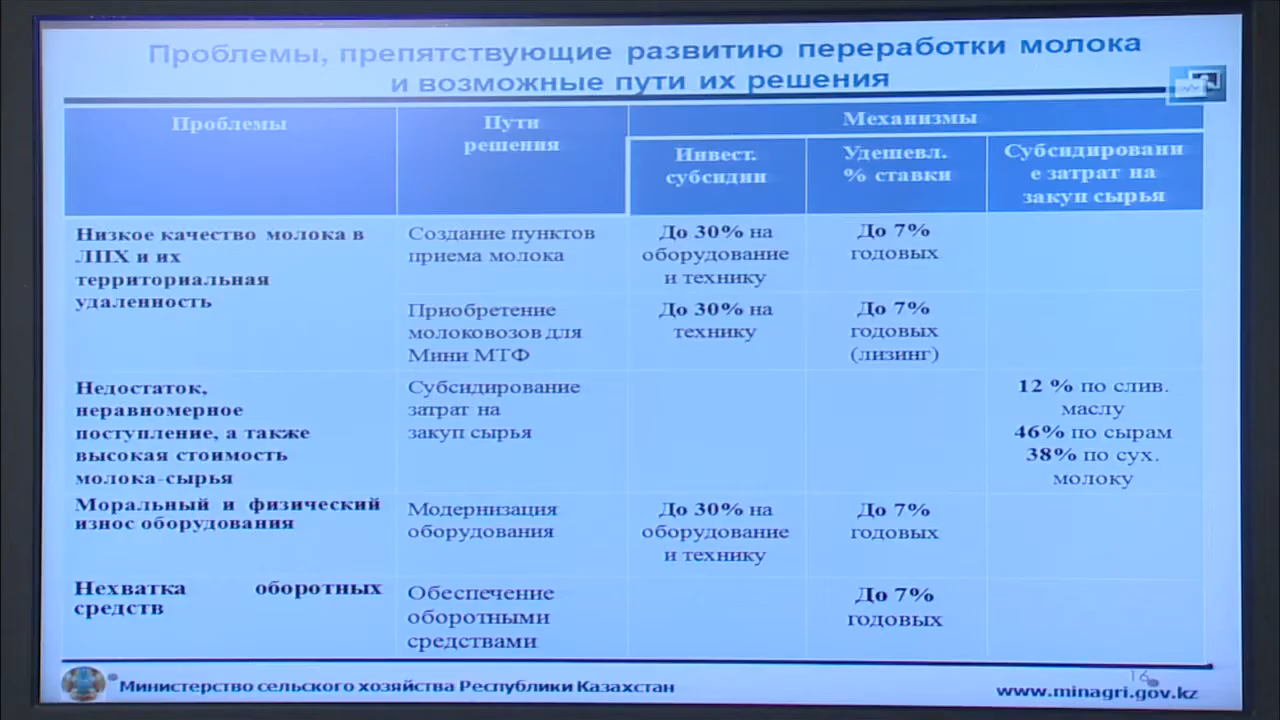 Проблемы, препятствующие развитию переработки молока
и возможные пути их решения
Проблемы
Пути
решения
Механизмы
Инвест.
субсидии
Удешевл.
% ставки
Субсидировани
е затрат на
закуп сырья
Низкое качество молока в
ЛПХ и их
территориальная
удаленность
Создание пунктов
приема молока
До 30% на
оборудование
и технику
До 7%
годовых
Приобретение
молоковозов для
Мини МТФ
До 30% на
технику
До 7%
годовых
(лизинг)
Недостаток,
неравномерное
поступление, а также
высокая стоимость
молока-сырья
Субсидирование
затрат на
закуп сырья
12 % по слив.
маслу
46% по сырам
38% по сух.
молоку
Моральный и физический
износ оборудования
Модернизация
оборудования
До 30% на
оборудование
и технику
До 7%
годовых
Нехватка оборотных
средств
Обеспечение
оборотными
средствами
До 7%
годовых
16
Министерство сельского хозяйства Республики Казахстан
www.minagri.gov.kz